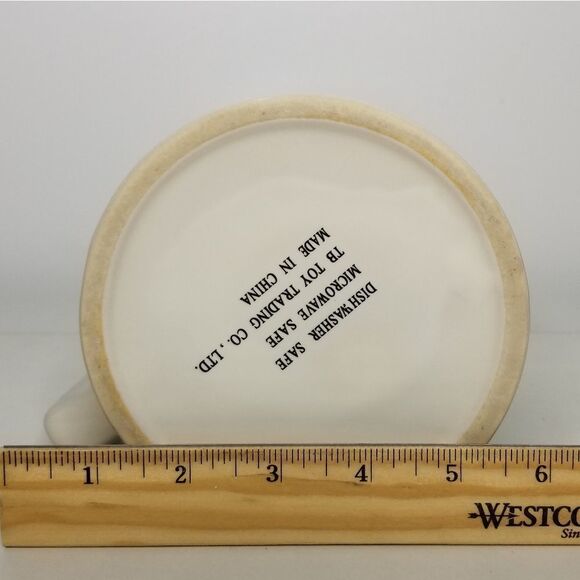 DISHWASHER SAFE
MICROWAVE SAFE
TB TOY TRADING CO., LTD.
MADE IN CHINA
1 2 3 4 5 6
WESTCO
Sin